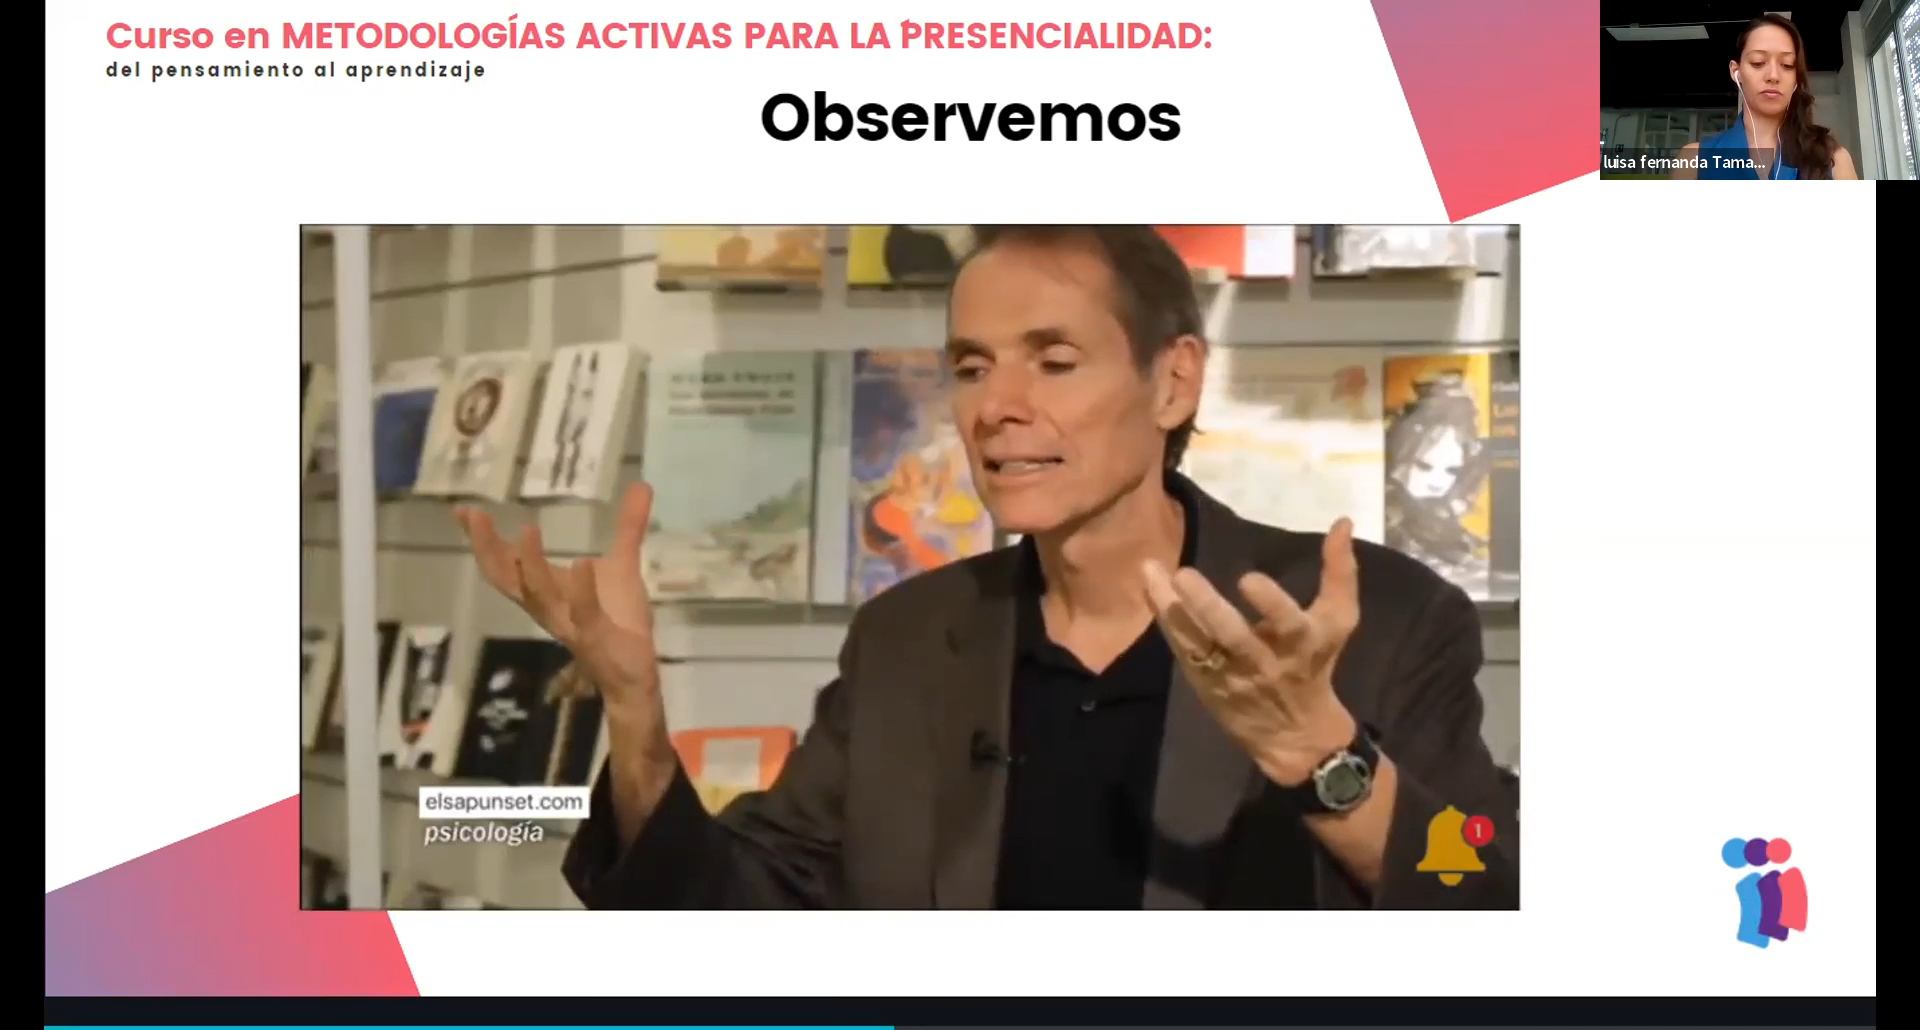 Curso en METODOLOGÍAS ACTIVAS PARA LA PRESENCIALIDAD:
del pensamiento al aprendizaje
Observemos
luisa fernanda Tama...
elsapunset.com
psicología
1